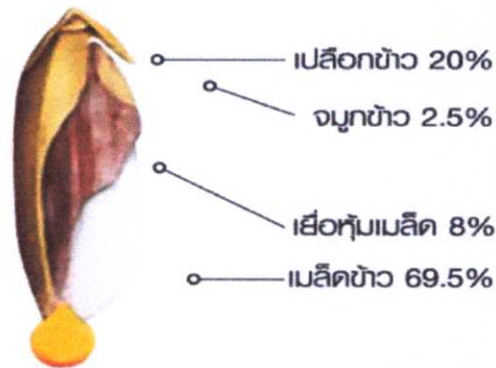 เปลือกข้าว 20%
จมูกข้าว 2.5%
เยื่อหุ้มเมล็ด 8%
เมล็ดข้าว 69.5%